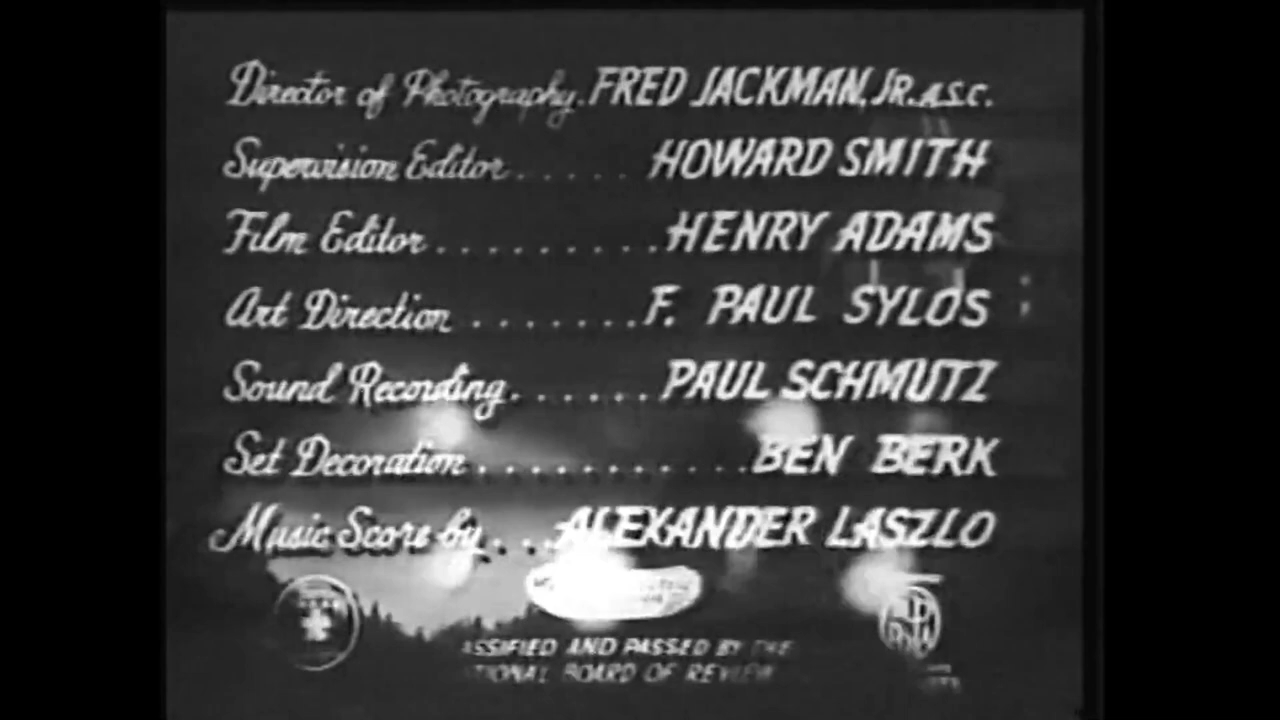 Director of Photography. FRED JACKMAN, JR. A.S.C.
Supervision Editor . . . . . HOWARD SMITH
Film Editor . . . . . . . . . HENRY ADAMS
Art Direction . . . . . . . F. PAUL SYLOS
Sound Recording . . . . . . PAUL SCHMUTZ
Set Decoration . . . . . . . . . . . . BEN BERK
Music Score by . . . ALEXANDER LASZLO
ASSIFIED AND PASSED BY THE
TIONAL BOARD OF REVIEW